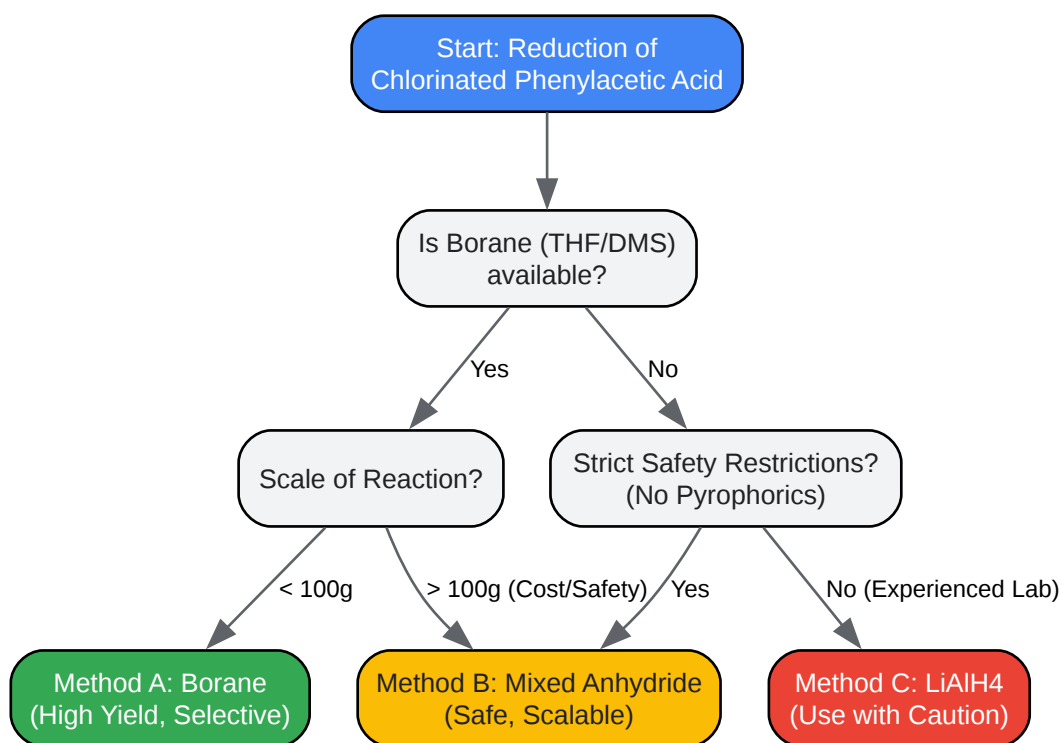 Start: Reduction of
Chlorinated Phenylacetic Acid
Is Borane (THF/DMS)
available?
Yes
No
Scale of Reaction?
Strict Safety Restrictions?
(No Pyrophorics)
< 100g
> 100g (Cost/Safety)
Yes
No (Experienced Lab)
Method A: Borane
(High Yield, Selective)
Method B: Mixed Anhydride
(Safe, Scalable)
Method C: LiAlH4
(Use with Caution)